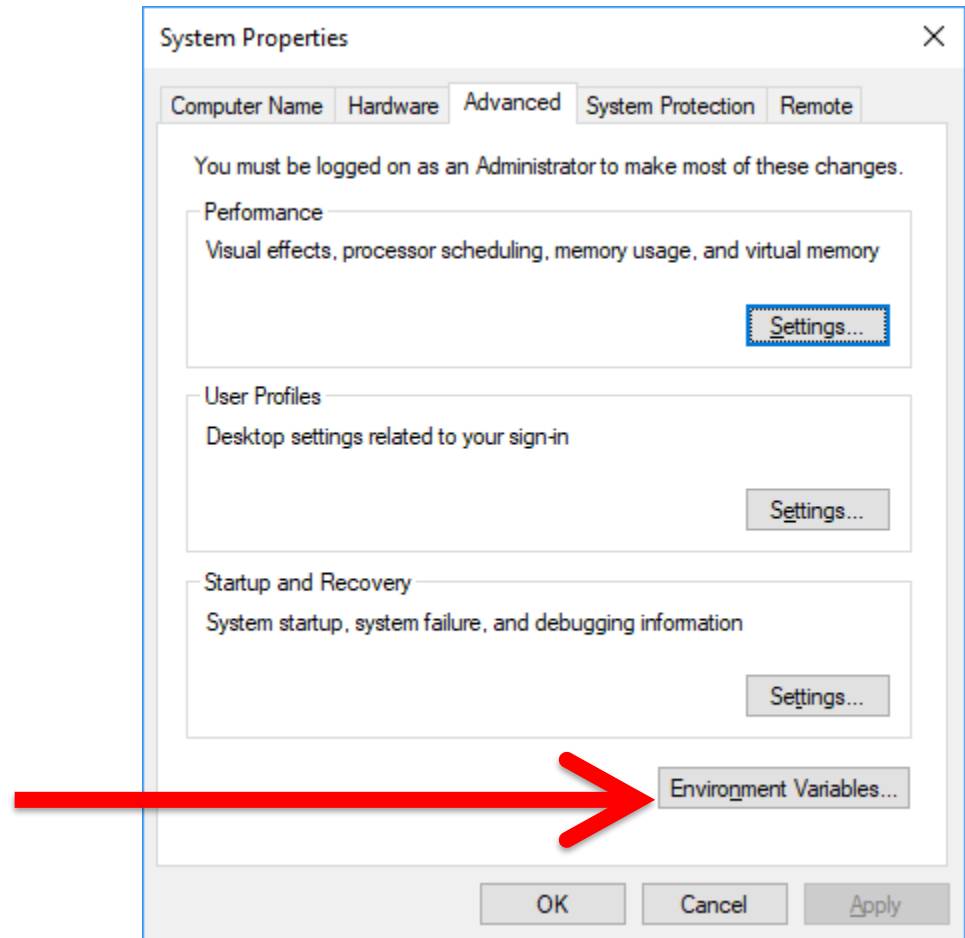 System Properties
Computer Name Hardware Advanced System Protection Remote
You must be logged on as an Administrator to make most of these changes.
Performance
Visual effects, processor scheduling, memory usage, and virtual memory
Settings...
User Profiles
Desktop settings related to your sign-in
Settings...
Startup and Recovery
System startup, system failure, and debugging information
Settings...
Environment Variables...
OK Cancel Apply